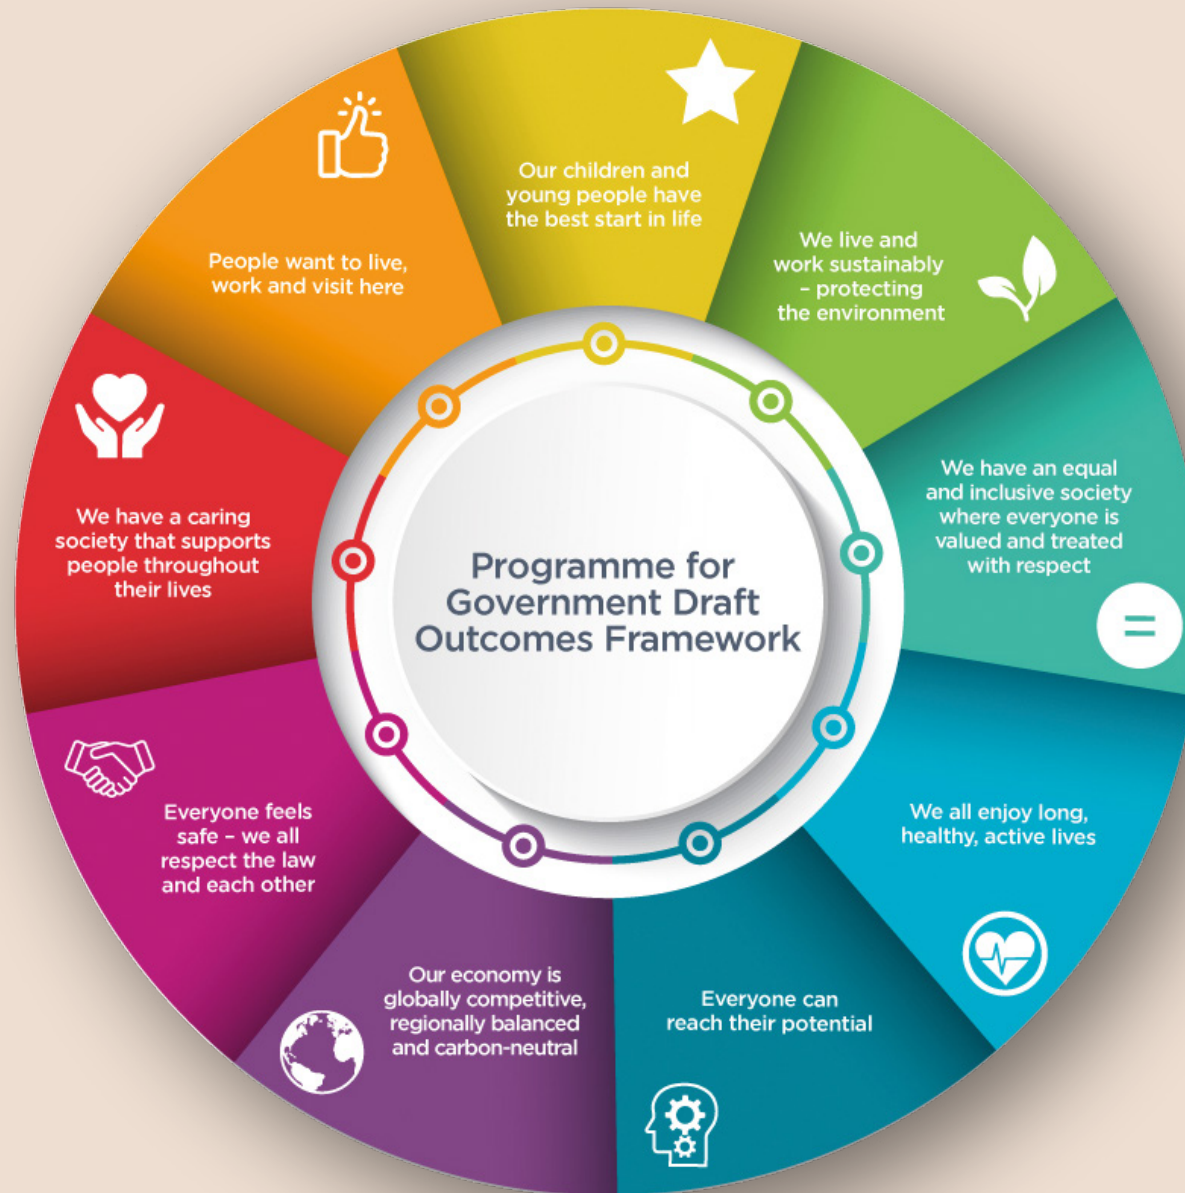 Our children and
young people have
the best start in life
We live and
work sustainably
– protecting
the environment
We have an equal
and inclusive society
where everyone is
valued and treated
with respect
=
We all enjoy long,
healthy, active lives
Everyone can
reach their potential
Our economy is
globally competitive,
regionally balanced
and carbon-neutral
Everyone feels
safe – we all
respect the law
and each other
We have a caring
society that supports
people throughout
their lives
People want to live,
work and visit here
Programme for
Government Draft
Outcomes Framework